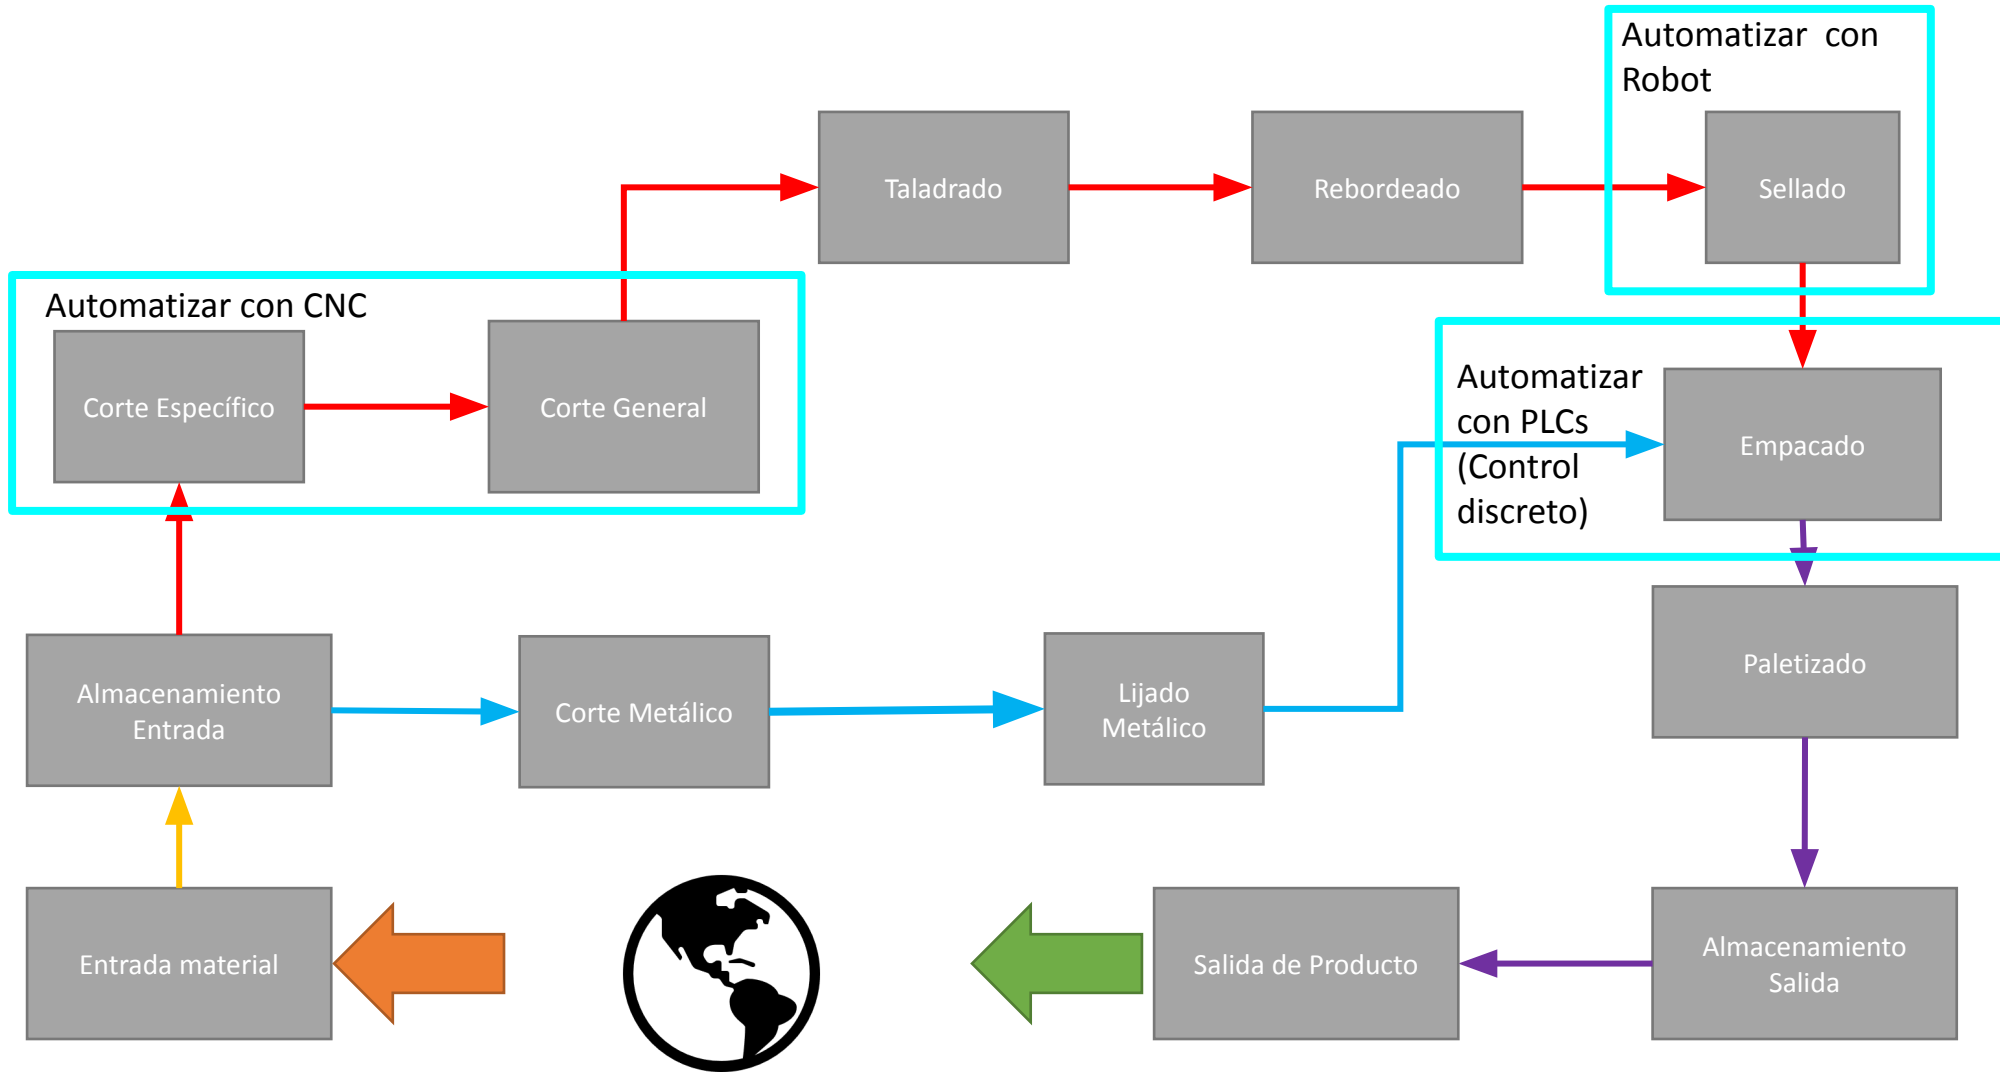 Automatizar  con
Robot
Taladrado
Rebordeado
Sellado
Automatizar con CNC
Corte Específico
Corte General
Automatizar
con PLCs
(Control
discreto)
Empacado
Almacenamiento
Entrada
Corte Metálico
Lijado
Metálico
Paletizado
Entrada material
Salida de Producto
Almacenamiento
Salida